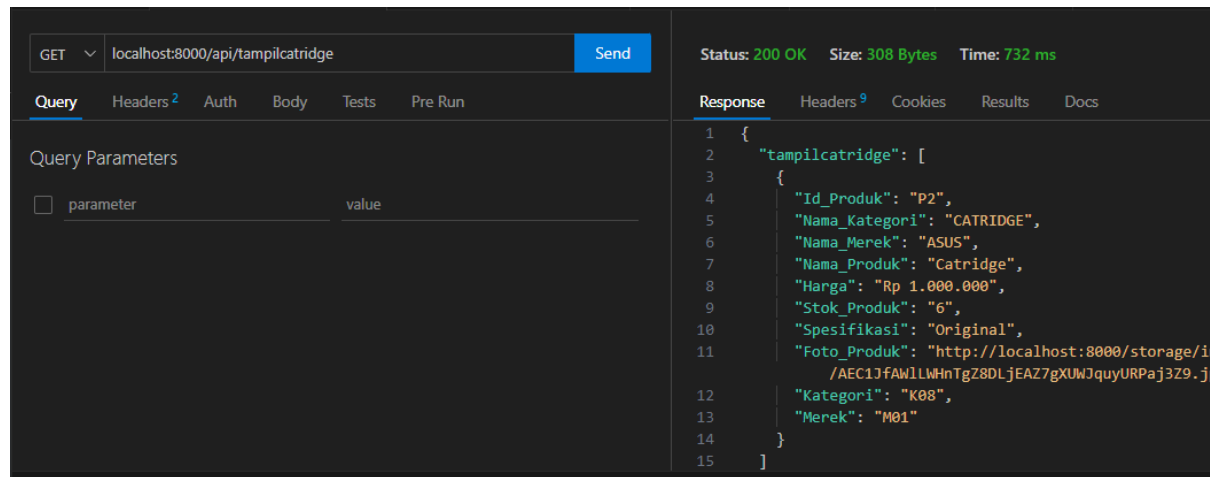 GET localhost:8000/api/tampilcatridge Send
Query Headers 2 Auth Body Tests Pre Run
Query Parameters
parameter value
Status: 200 OK Size: 308 Bytes Time: 732 ms
Response Headers 9 Cookies Results Docs
1 {
2 "tampilcatridge": [
3 {
4 "Id_Produk": "P2",
5 "Nama_Kategori": "CATRIDGE",
6 "Nama_Merek": "ASUS",
7 "Nama_Produk": "Catridge",
8 "Harga": "Rp 1.000.000",
9 "Stok_Produk": "6",
10 "Spesifikasi": "Original",
11 "Foto_Produk": "http://localhost:8000/storage/i
/AEC1JfAWlLWHnTgZ8DLjEAZ7gXUWJquyURPaj3Z9.j
12 "Kategori": "K08",
13 "Merek": "M01"
14 }
15 ]